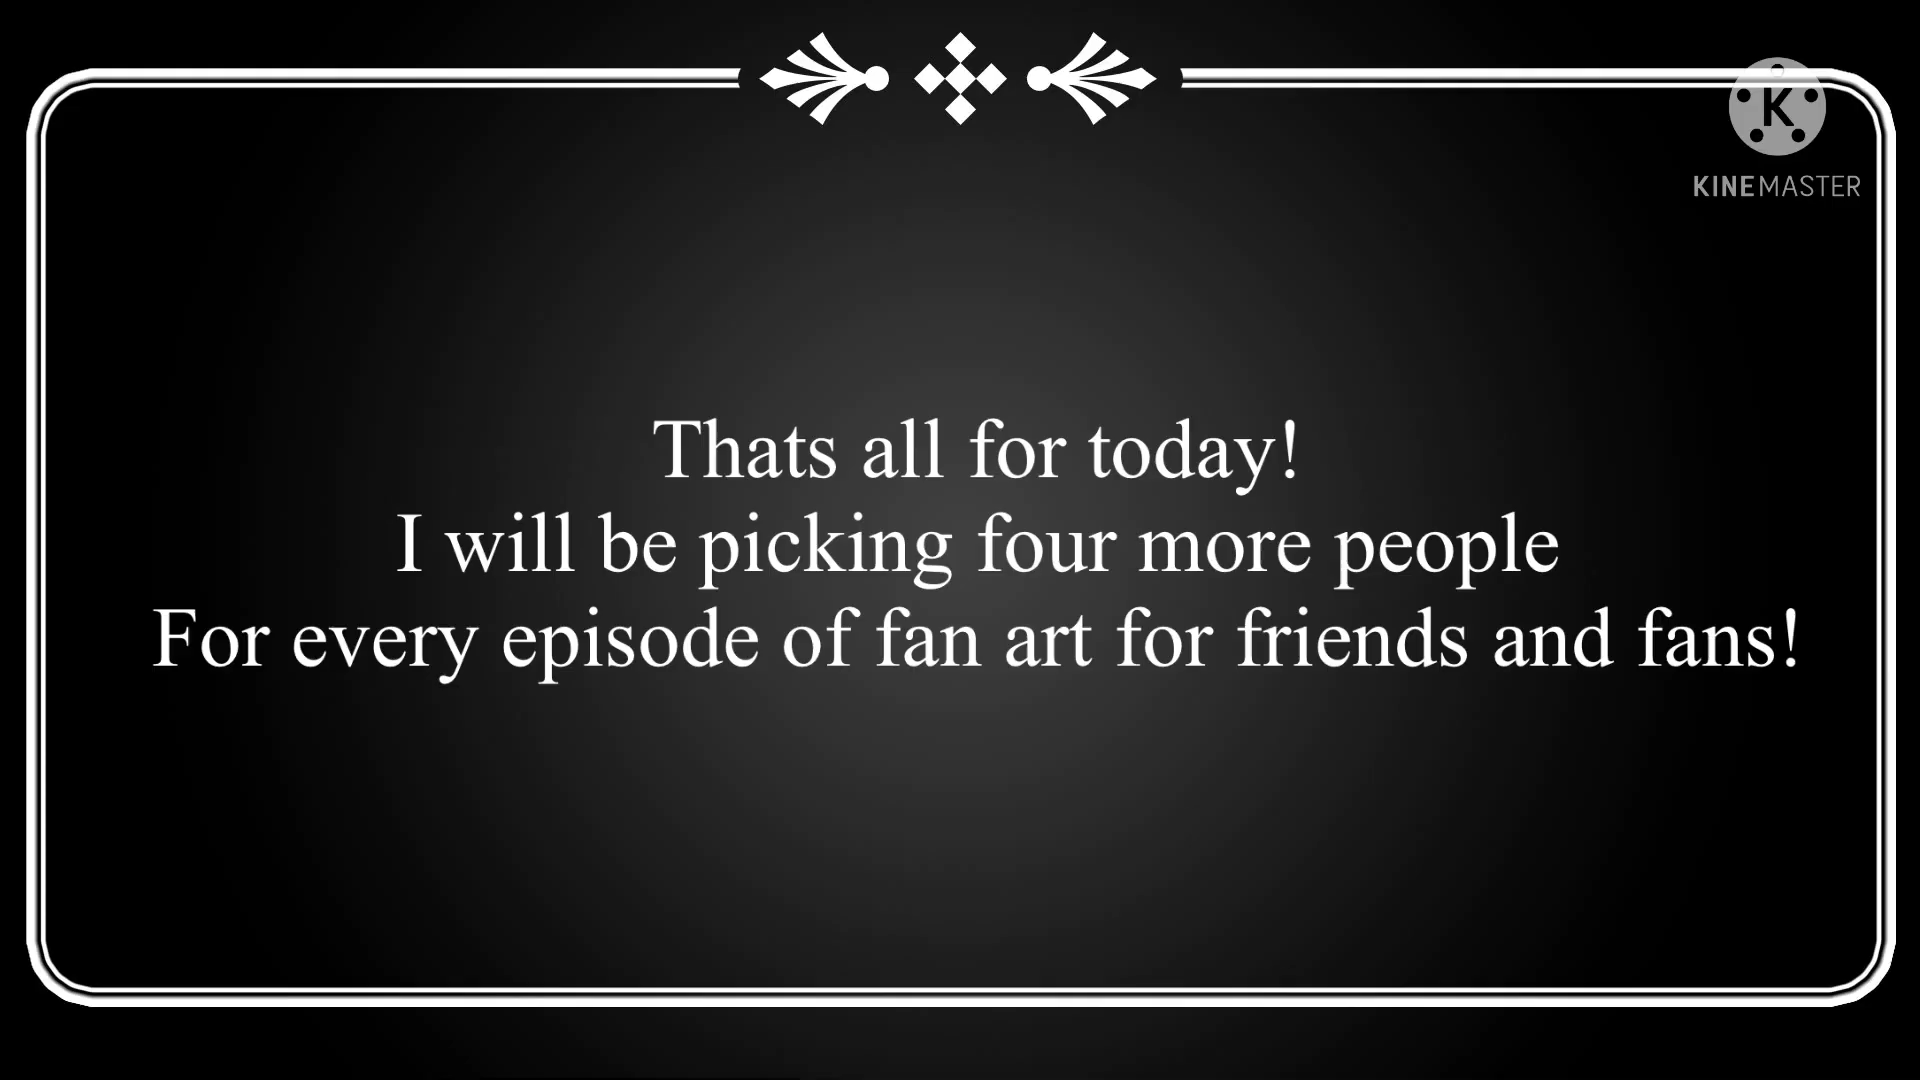 K
KINEMASTER
Thats all for today!
I will be picking four more people
For every episode of fan art for friends and fans!